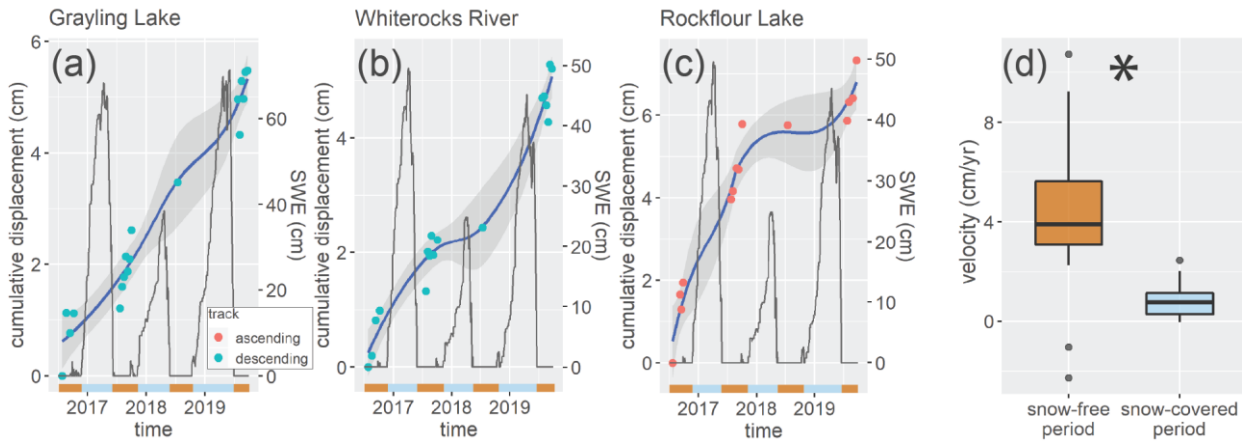 Grayling Lake
(a)
cumulative displacement (cm)
6
4
2
0
SWE (cm)
60
40
20
0
track
ascending
descending
2017 2018 2019
time
Whiterocks River
(b)
cumulative displacement (cm)
4
2
0
SWE (cm)
50
40
30
20
10
0
2017 2018 2019
time
Rockflour Lake
(c)
cumulative displacement (cm)
6
4
2
0
SWE (cm)
50
40
30
20
10
0
2017 2018 2019
time
(d)
*
velocity (cm/yr)
8
4
0
snow-free
period
snow-covered
period